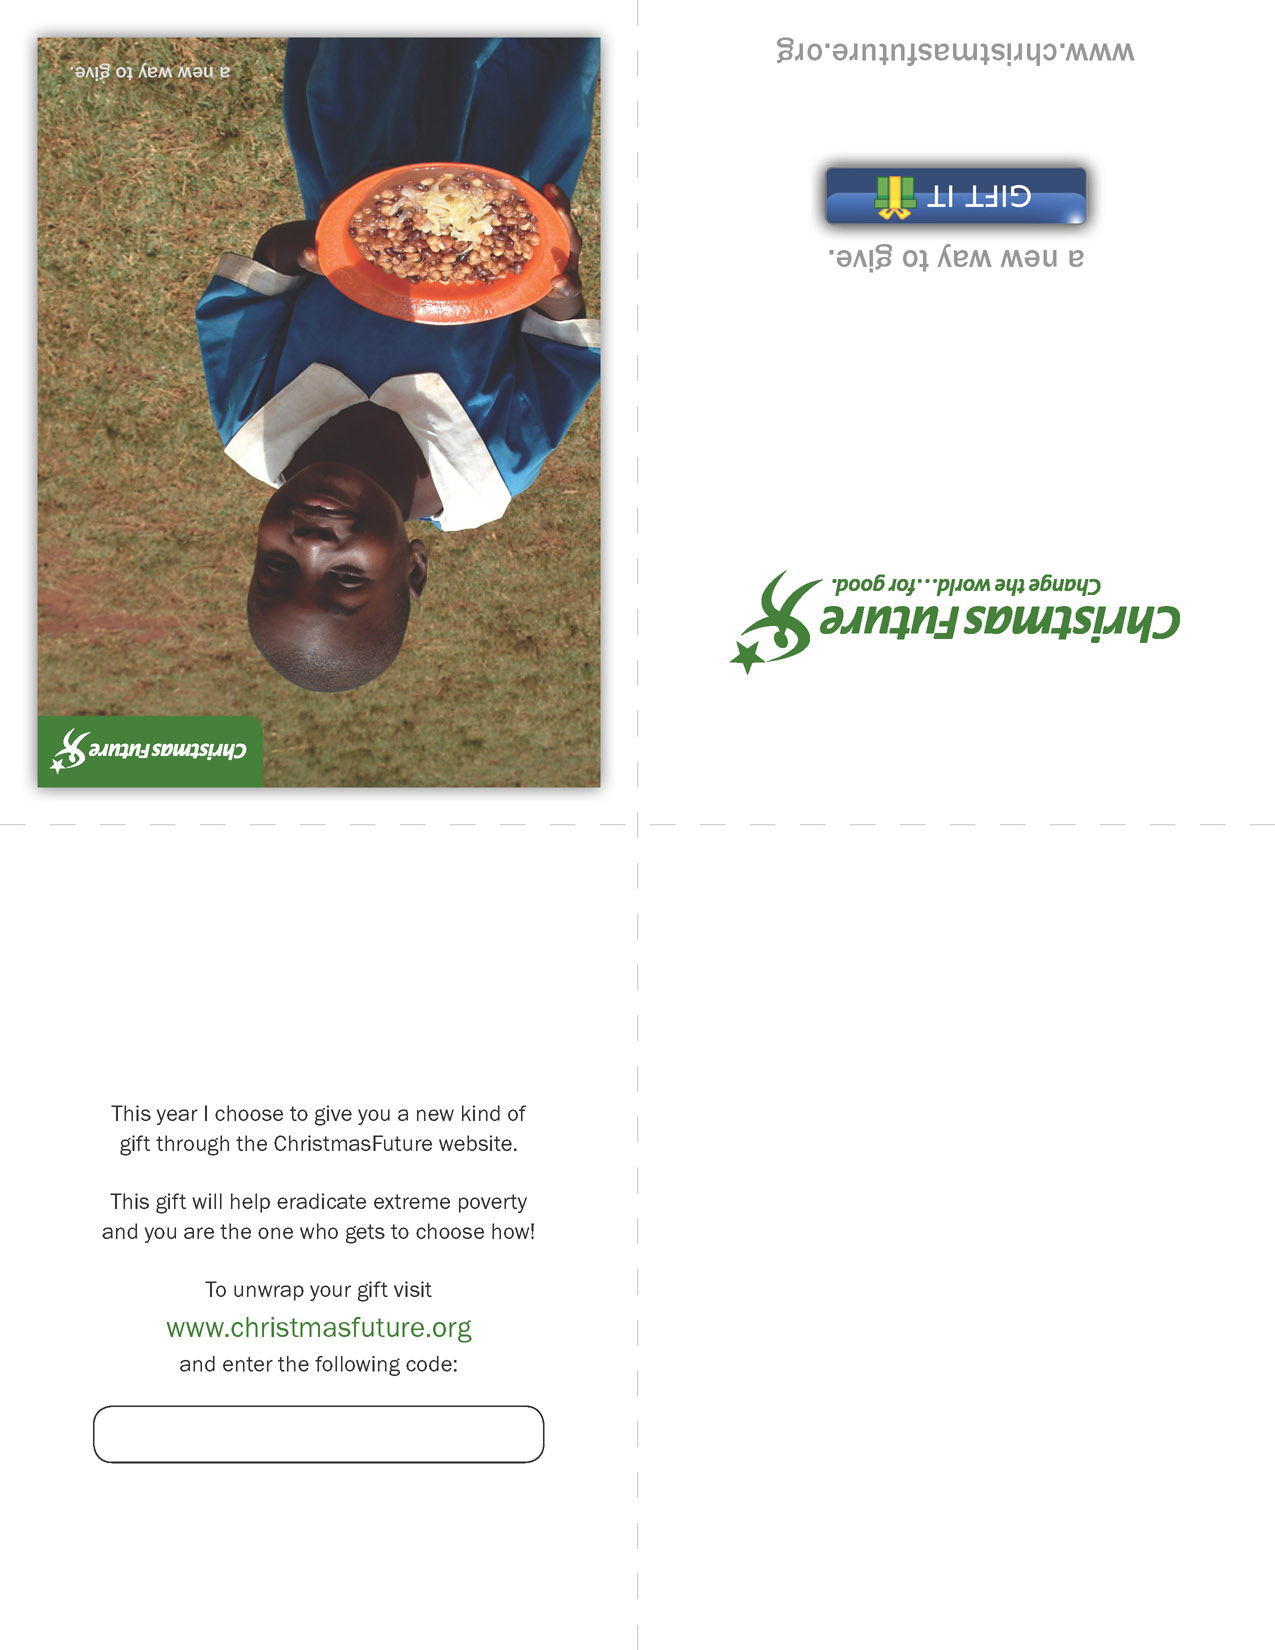 a new way to give.
ChristmasFuture
www.christmasfuture.org
GIFT IT
a new way to give.
Change the world...for good.
ChristmasFuture
This year I choose to give you a new kind of
gift through the ChristmasFuture website.
This gift will help eradicate extreme poverty
and you are the one who gets to choose how!
To unwrap your gift visit
www.christmasfuture.org
and enter the following code: